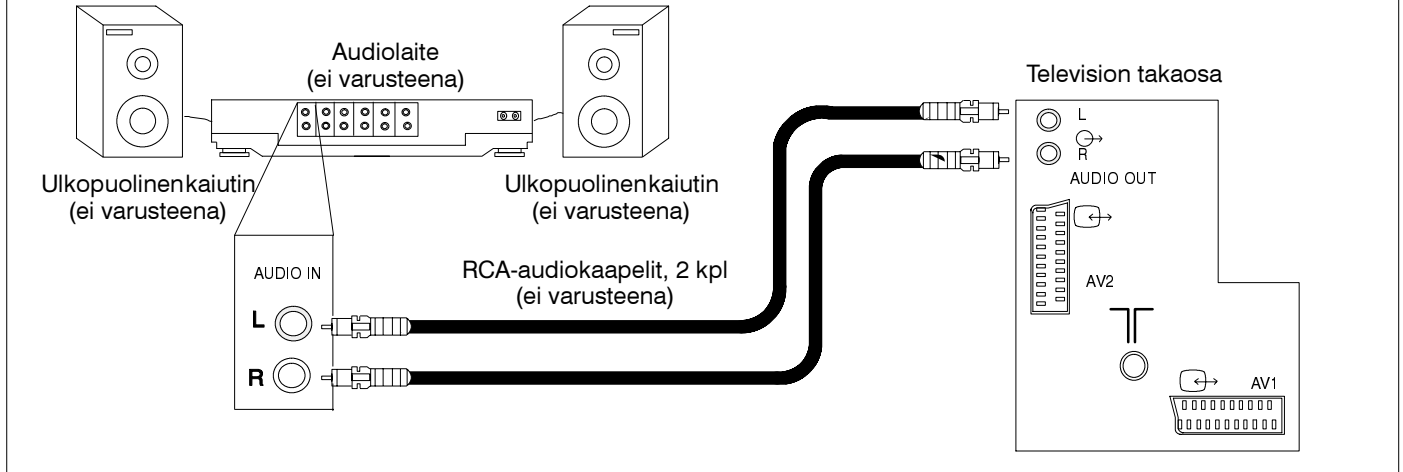 Audiolaite
(ei varusteena)
Television takaosa
L
R
AUDIO OUT
Ulkopuolinenkaiutin
(ei varusteena)
Ulkopuolinenkaiutin
(ei varusteena)
AUDIO IN
RCA-audiokaapelit, 2 kpl
(ei varusteena)
AV2
L
R
AV1